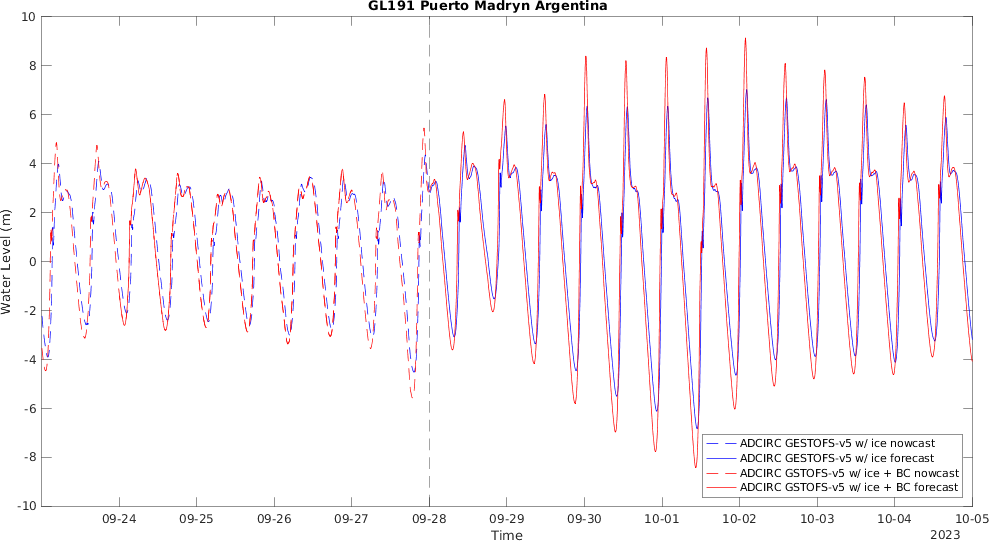 GL191 Puerto Madryn Argentina
10
8
6
4
2
0
-2
-4
-6
-8
-10
Water Level (m)
ADCIRC GESTOFS-v5 w/ ice nowcast
ADCIRC GESTOFS-v5 w/ ice forecast
ADCIRC GSTOFS-v5 w/ ice + BC nowcast
ADCIRC GSTOFS-v5 w/ ice + BC forecast
09-24 09-25 09-26 09-27 09-28 09-29 09-30 10-01 10-02 10-03 10-04 10-05
Time
2023